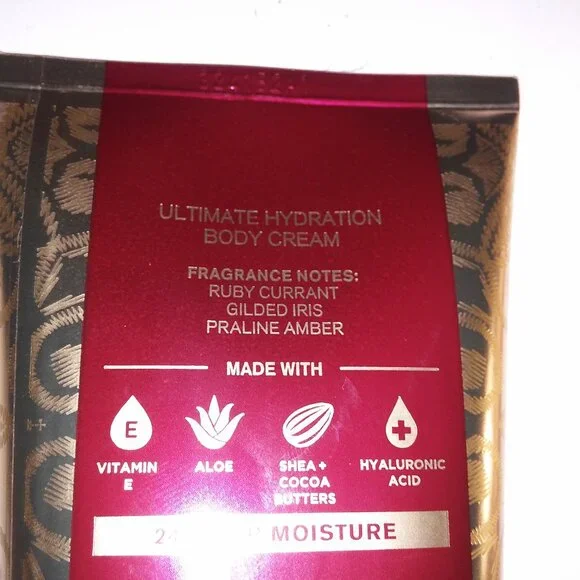 ULTIMATE HYDRATION
BODY CREAM
FRAGRANCE NOTES:
RUBY CURRANT
GILDED IRIS
PRALINE AMBER
MADE WITH
E
VITAMIN
E
ALOE
SHEA +
COCOA
BUTTERS
HYALURONIC
ACID
MOISTURE